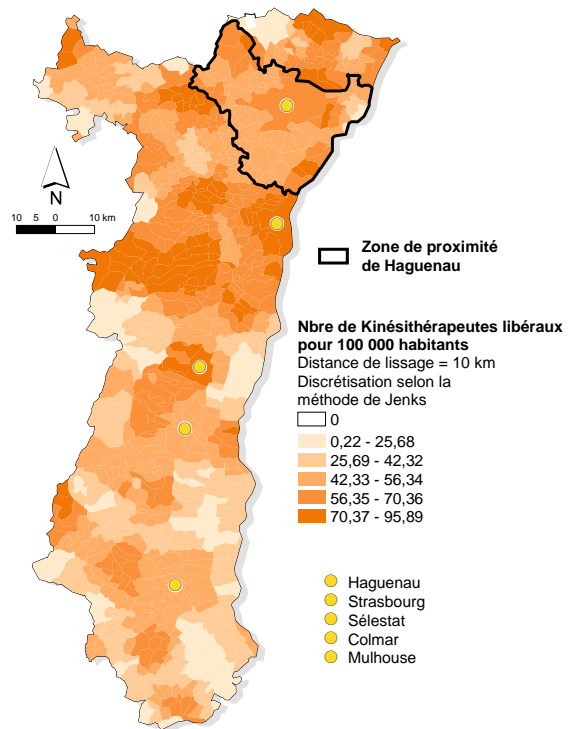 N
10 5 0 10 km
Zone de proximité
de Haguenau
Nbre de Kinésithérapeutes libéraux
pour 100 000 habitants
Distance de lissage = 10 km
Discrétisation selon la
méthode de Jenks
0
0,22 - 25,68
25,69 - 42,32
42,33 - 56,34
56,35 - 70,36
70,37 - 95,89
Haguenau
Strasbourg
Sélestat
Colmar
Mulhouse